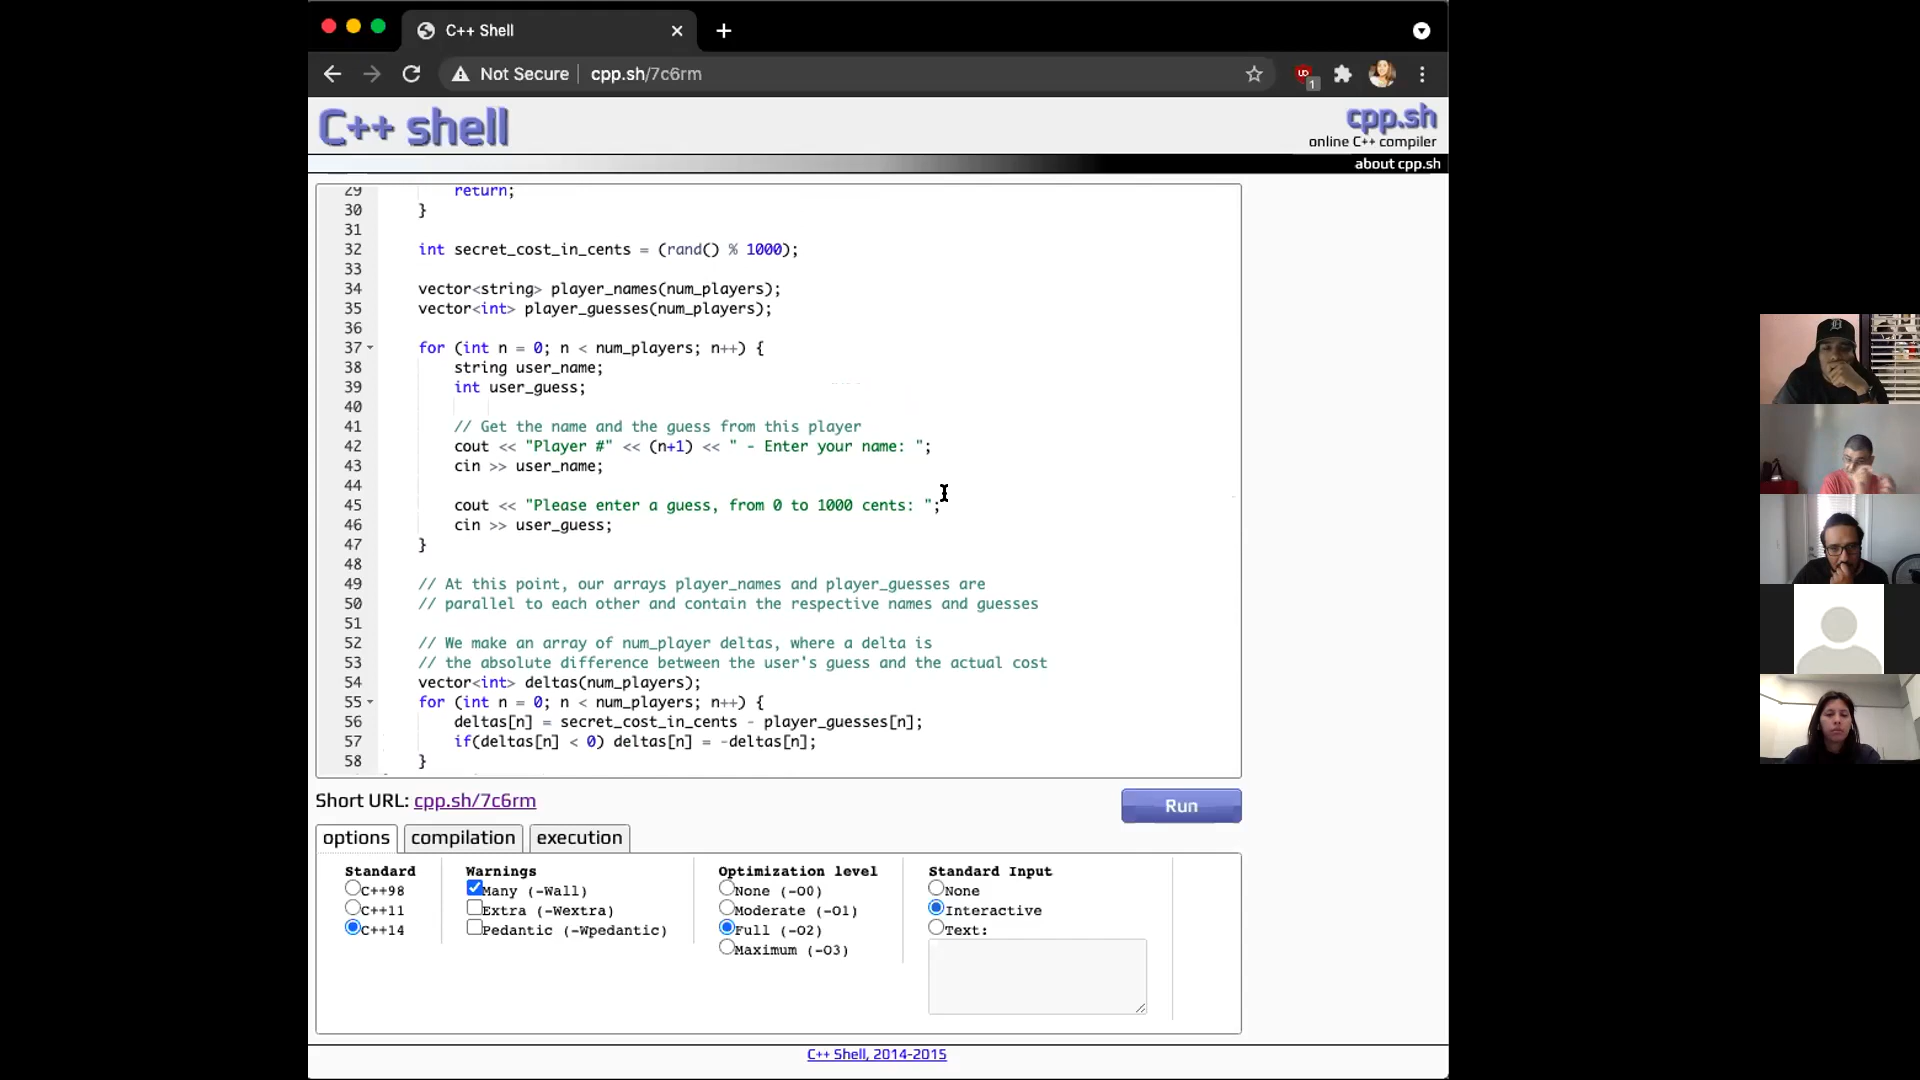 C++ Shell
Not Secure
cpp.sh/7c6rm
1
C++ shell
cpp.sh
online C++ compiler
about cpp.sh
29 return;
30 }
31
32 int secret_cost_in_cents = (rand() % 1000);
33
34 vector<string> player_names(num_players);
35 vector<int> player_guesses(num_players);
36
37 for (int n = 0; n < num_players; n++) {
38 string user_name;
39 int user_guess;
40
41 // Get the name and the guess from this player
42 cout << "Player #" << (n+1) << " - Enter your name: ";
43 cin >> user_name;
44
45 cout << "Please enter a guess, from 0 to 1000 cents: ";
46 cin >> user_guess;
47 }
48
49 // At this point, our arrays player_names and player_guesses are
50 // parallel to each other and contain the respective names and guesses
51
52 // We make an array of num_player deltas, where a delta is
53 // the absolute difference between the user's guess and the actual cost
54 vector<int> deltas(num_players);
55 for (int n = 0; n < num_players; n++) {
56 deltas[n] = secret_cost_in_cents - player_guesses[n];
57 if(deltas[n] < 0) deltas[n] = -deltas[n];
58 }
Short URL: cpp.sh/7c6rm
Run
options compilation execution
Standard
C++98
C++11
C++14
Warnings
Many (-Wall)
Extra (-Wextra)
Pedantic (-Wpedantic)
Optimization level
None (-O0)
Moderate (-O1)
Full (-O2)
Maximum (-O3)
Standard Input
None
Interactive
Text:
C++ Shell, 2014-2015